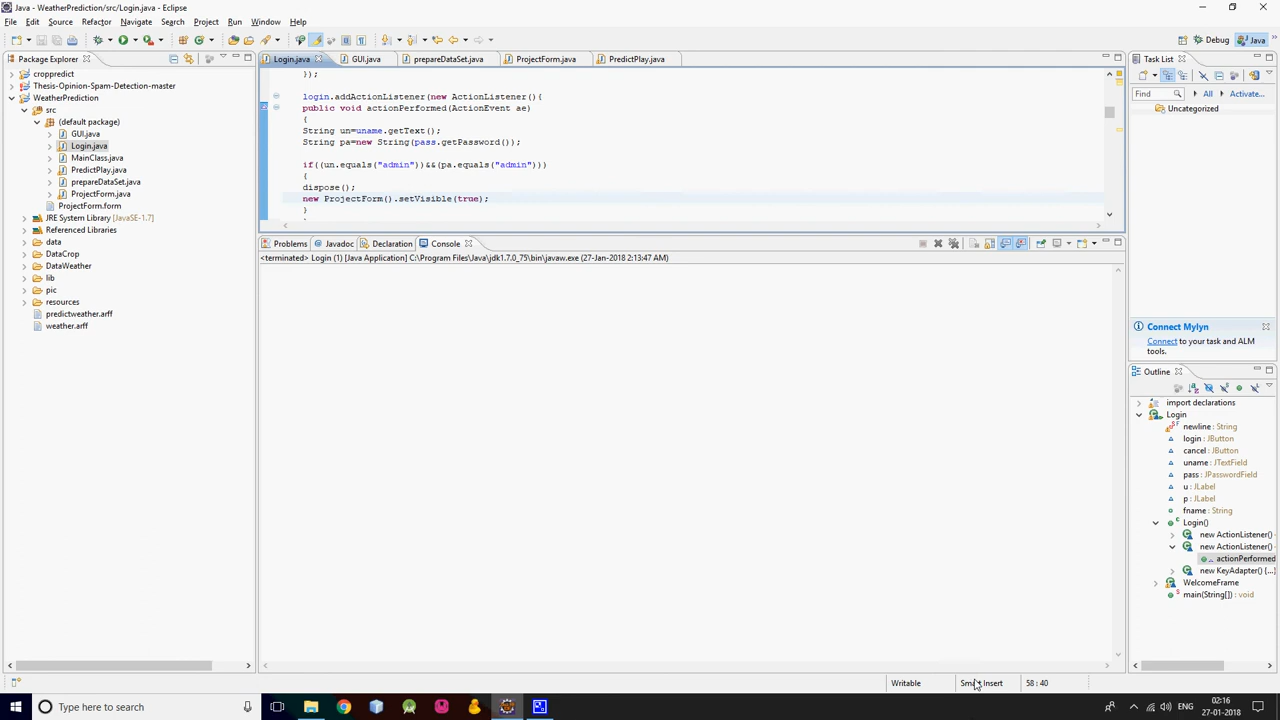 Java - WeatherPrediction/src/Login.java - Eclipse
File Edit Source Refactor Navigate Search Project Run Window Help
Debug Java
Package Explorer
croppredict
Thesis-Opinion-Spam-Detection-master
WeatherPrediction
src
(default package)
GUI.java
Login.java
MainClass.java
PredictPlay.java
prepareDataSet.java
ProjectForm.java
ProjectForm.form
JRE System Library [JavaSE-1.7]
Referenced Libraries
data
DataCrop
DataWeather
lib
pic
resources
predictweather.arff
weather.arff
Login.java GUI.java prepareDataSet.java ProjectForm.java PredictPlay.java
});
login.addActionListener(new ActionListener(){
public void actionPerformed(ActionEvent ae)
{
String un=uname.getText();
String pa=new String(pass.getPassword());
if((un.equals("admin"))&&(pa.equals("admin")))
{
dispose();
new ProjectForm().setVisible(true);
}
Problems Javadoc Declaration Console
<terminated> Login (1) [Java Application] C:\Program Files\Java\jdk1.7.0_75\bin\javaw.exe (27-Jan-2018 2:13:47 AM)
Task List
Find All Activate...
Uncategorized
Connect Mylyn
Connect to your task and ALM
tools.
Outline
import declarations
Login
newline : String
login : JButton
cancel : JButton
uname : JTextField
pass : JPasswordField
u : JLabel
p : JLabel
fname : String
Login()
new ActionListener()
new ActionListener()
actionPerformed
new KeyAdapter() {...}
WelcomeFrame
main(String[]) : void
Writable Smart Insert 58 : 40
Type here to search
ENG
02:16
27-01-2018